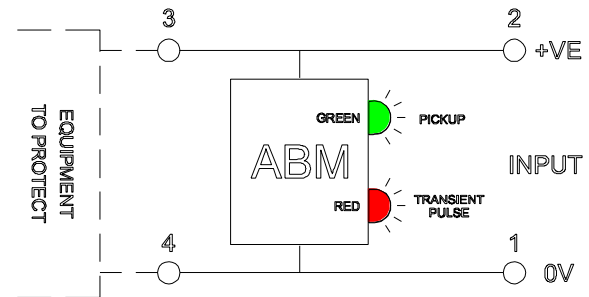 3
2
+VE
GREEN
PICKUP
ABM
EQUIPMENT
TO PROTECT
INPUT
RED
TRANSIENT
PULSE
4
1
0V